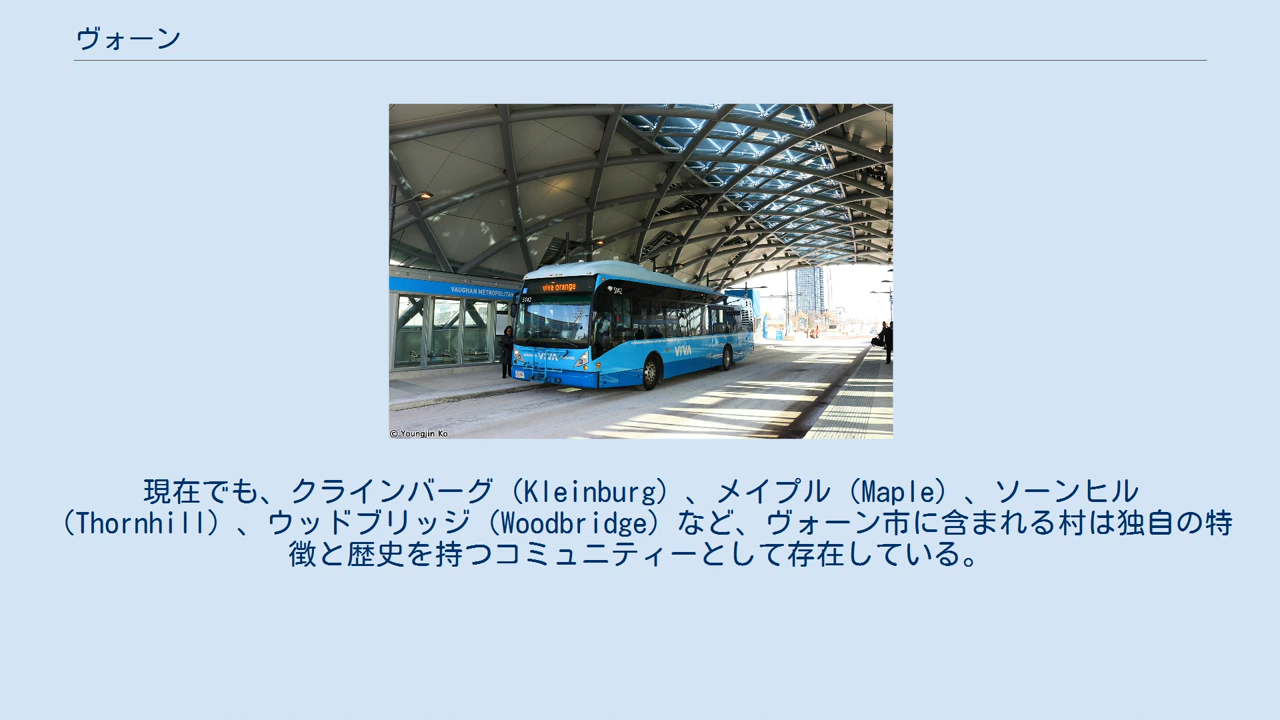 ヴォーン
VAUGHAN METROPOLITAN
viva orange
5142
5142
VIVA
VIVA
© Youngjin Ko
現在でも、クラインバーグ（Kleinburg）、メイプル（Maple）、ソーンヒル
（Thornhill）、ウッドブリッジ（Woodbridge）など、ヴォーン市に含まれる村は独自の特
徴と歴史を持つコミュニティーとして存在している。